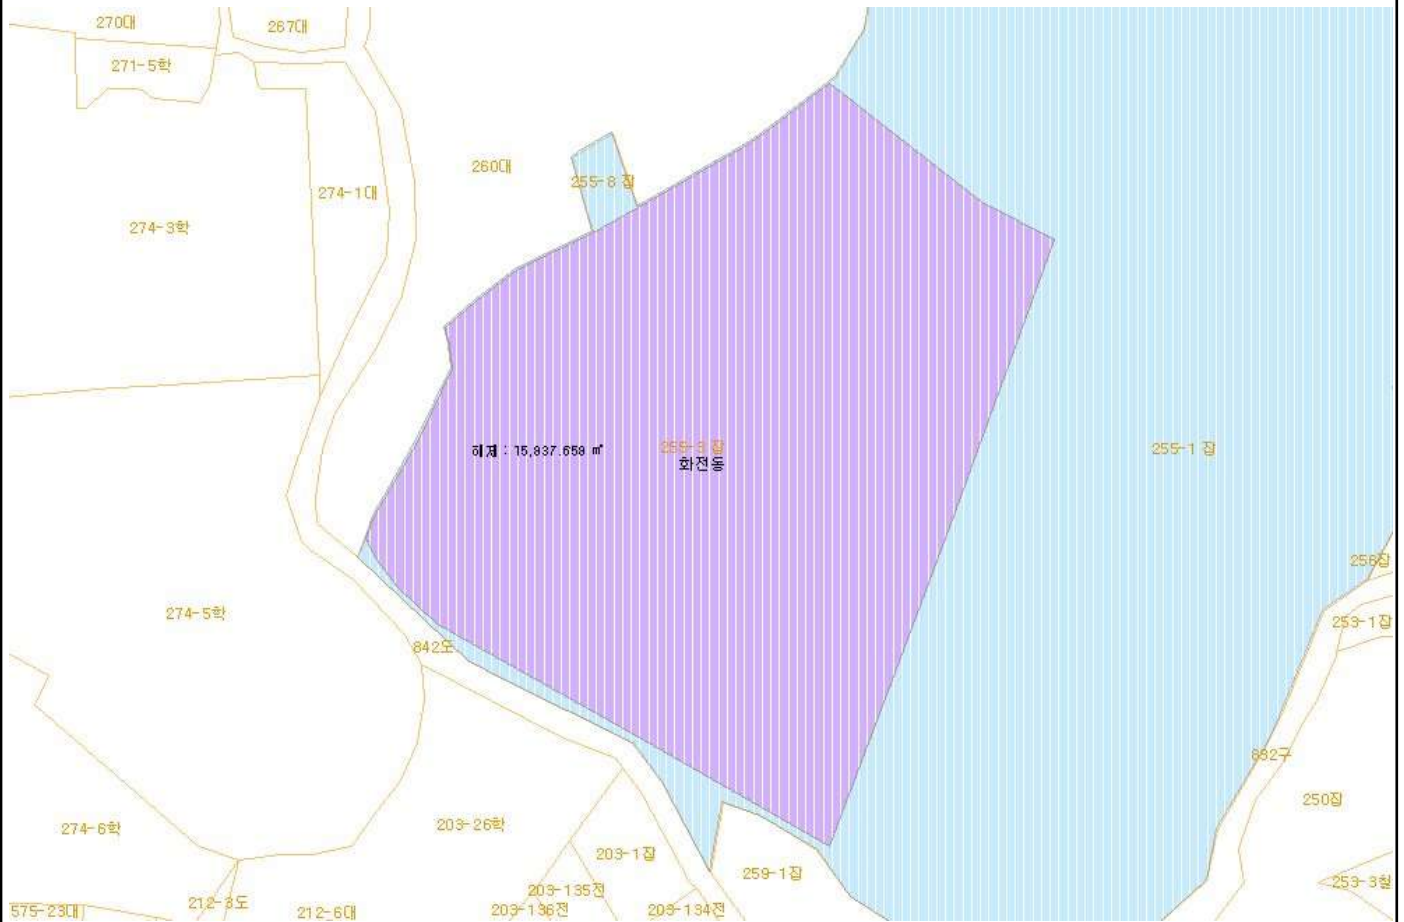 270대
267대
271-5학
260대
255-8 잡
274-1대
274-3학
해제 : 15,837.658 ㎡
255-3 잡
화전동
255-1 잡
256잡
274-5학
253-1잡
842도
882구
250잡
274-6학
203-26학
203-1잡
259-1잡
253-3철
203-135전
212-3도
575-23대
212-6대
203-136전
203-134전